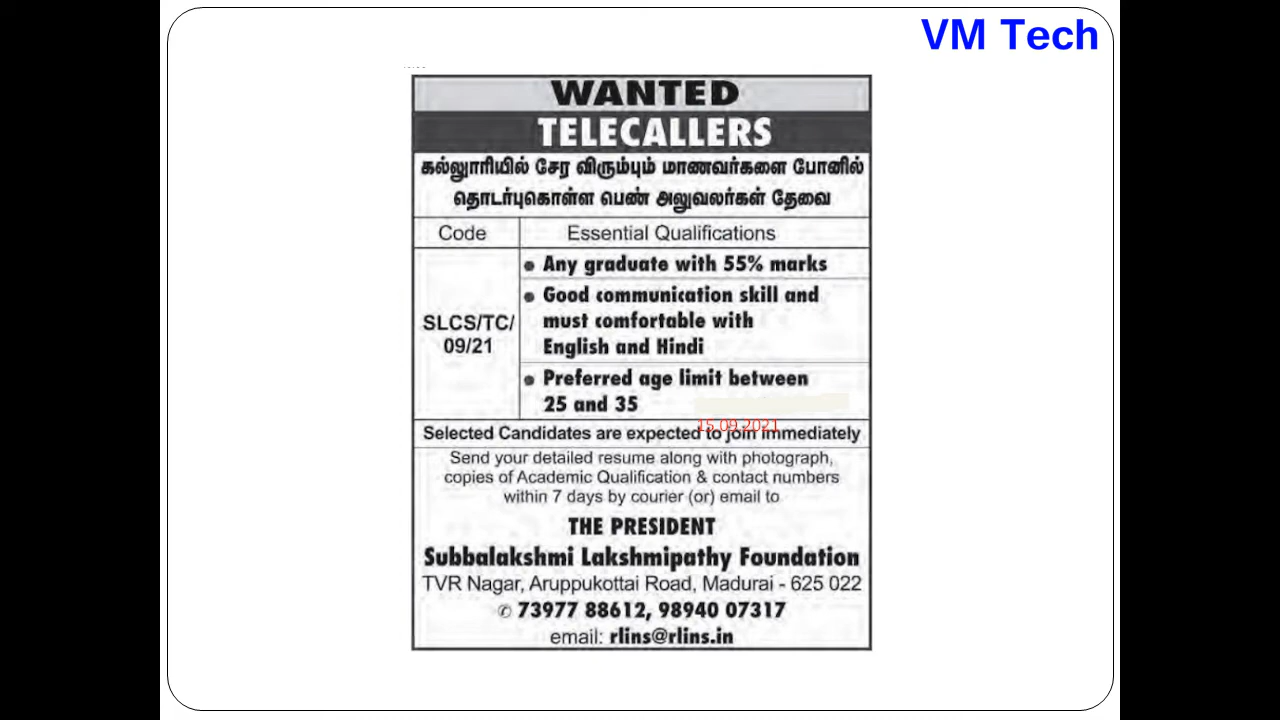 VM Tech
WANTED
TELECALLERS
கல்லூரியில் சேர விரும்பும் மாணவர்களை போனில்
தொடர்புகொள்ள பெண் அலுவலர்கள் தேவை
Code Essential Qualifications
SLCS/TC/
09/21
● Any graduate with 55% marks
● Good communication skill and
must comfortable with
English and Hindi
● Preferred age limit between
25 and 35
15.09.2021
Selected Candidates are expected to join immediately
Send your detailed resume along with photograph,
copies of Academic Qualification & contact numbers
within 7 days by courier (or) email to
THE PRESIDENT
Subbalakshmi Lakshmipathy Foundation
TVR Nagar, Aruppukottai Road, Madurai - 625 022
✆ 73977 88612, 98940 07317
email: rlins@rlins.in